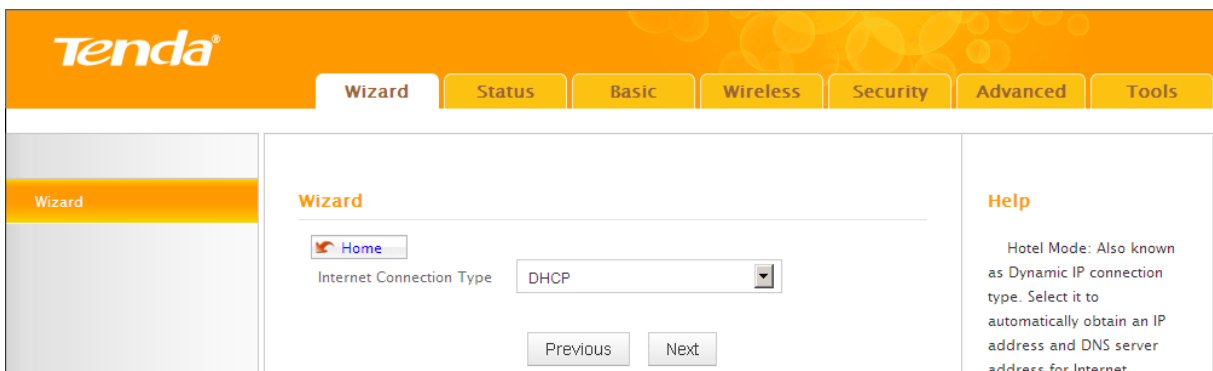 Tenda®
Wizard Status Basic Wireless Security Advanced Tools
Wizard
Wizard
Home
Internet Connection Type DHCP
Previous Next
Help
Hotel Mode: Also known
as Dynamic IP connection
type. Select it to
automatically obtain an IP
address and DNS server
address for Internet